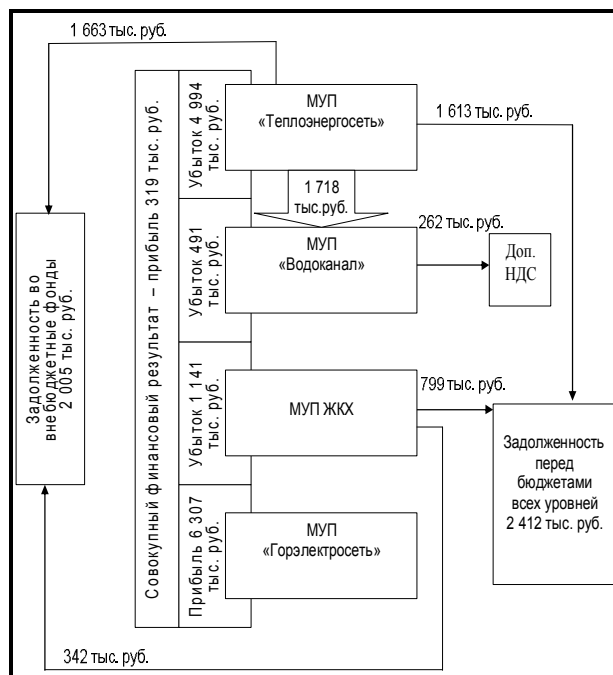 1 663 тыс. руб.
Совокупный финансовый результат – прибыль 319 тыс. руб.
Убыток 4 994
тыс. руб.
МУП
«Теплоэнергосеть»
1 613 тыс. руб.
1 718
тыс.руб.
Убыток 491
тыс. руб.
МУП
«Водоканал»
262 тыс. руб.
Доп.
НДС
Задолженность во
внебюджетные фонды
2 005 тыс. руб.
Убыток 1 141
тыс. руб.
МУП ЖКХ
799 тыс. руб.
Задолженность
перед
бюджетами
всех уровней
2 412 тыс. руб.
Прибыль 6 307
тыс. руб.
МУП
«Горэлектросеть»
342 тыс. руб.